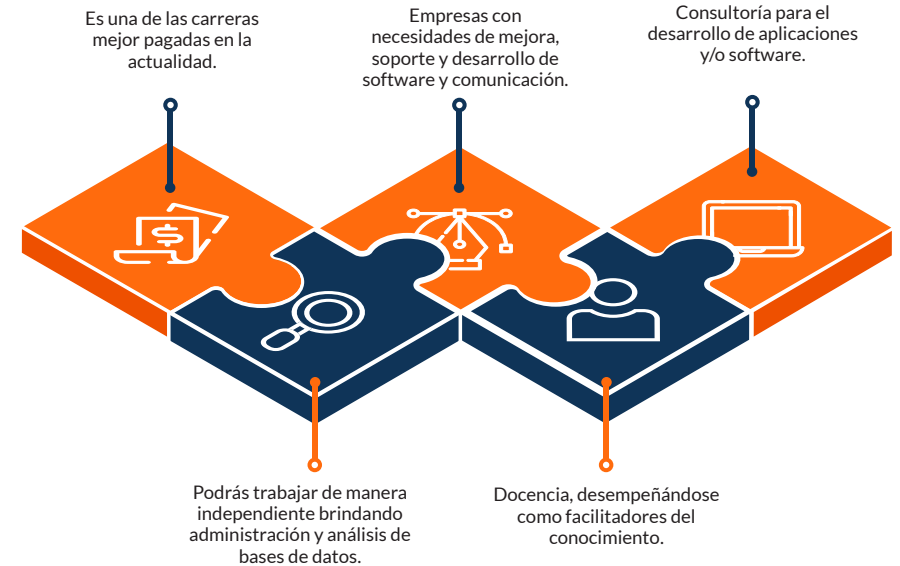 Es una de las carreras
mejor pagadas en la
actualidad.
Empresas con
necesidades de mejora,
soporte y desarrollo de
software y comunicación.
Consultoría para el
desarrollo de aplicaciones
y/o software.
Podrás trabajar de manera
independiente brindando
administración y análisis de
bases de datos.
Docencia, desempeñándose
como facilitadores del
conocimiento.